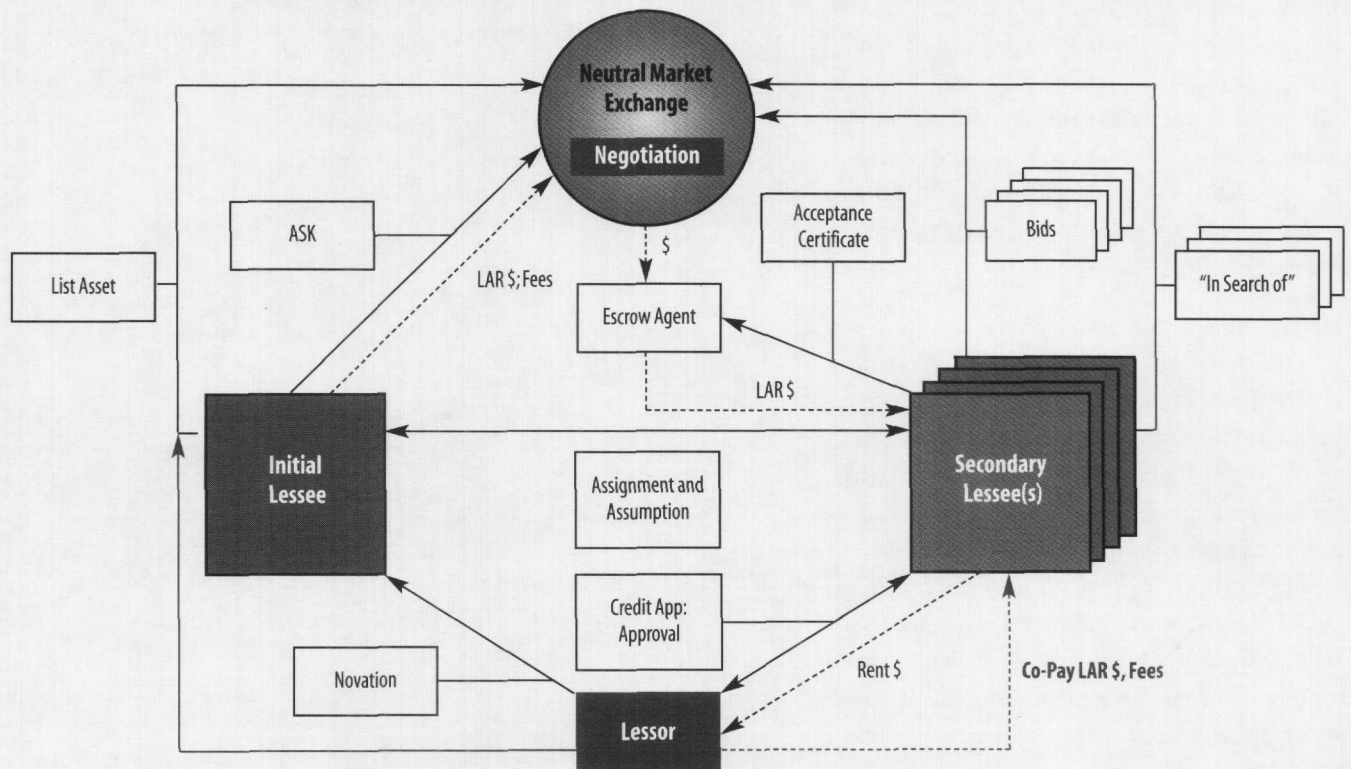 Neutral Market
Exchange
Negotiation
ASK
Acceptance
Certificate
Bids
List Asset
LAR $; Fees
$
Escrow Agent
"In Search of"
LAR $
Initial
Lessee
Assignment and
Assumption
Secondary
Lessee(s)
Credit App:
Approval
Novation
Rent $
Co-Pay LAR $, Fees
Lessor